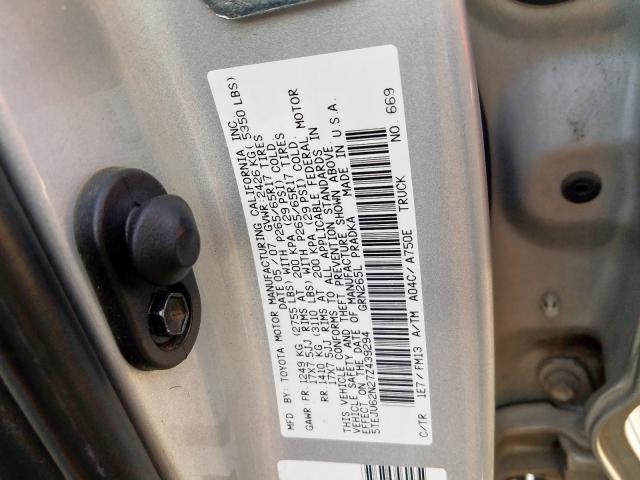 MFD BY: TOYOTA MOTOR MANUFACTURING CALIFORNIA INC
DATE 05/07 GVWR: 2426 KG( 5350 LBS)
GAWR FR 1249 KG (2755 LBS) WITH P265/65R17 TIRES
17X7.5JJ RIMS AT 200 KPA (29 PSI) COLD
RR 1410 KG (3110 LBS) WITH P265/65R17 TIRES
17X7.5JJ RIMS AT 200 KPA (29 PSI) COLD.
THIS VEHICLE CONFORMS TO ALL APPLICABLE FEDERAL MOTOR
VEHICLE SAFETY AND THEFT PREVENTION STANDARDS IN
EFFECT ON THE DATE OF MANUFACTURE SHOWN ABOVE.
5TEJU62N27Z439294 GRN265L PRADKA MADE IN U.S.A.
C/TR 1E7/FM13 A/TM A04C/A750E TRUCK
NO. 669